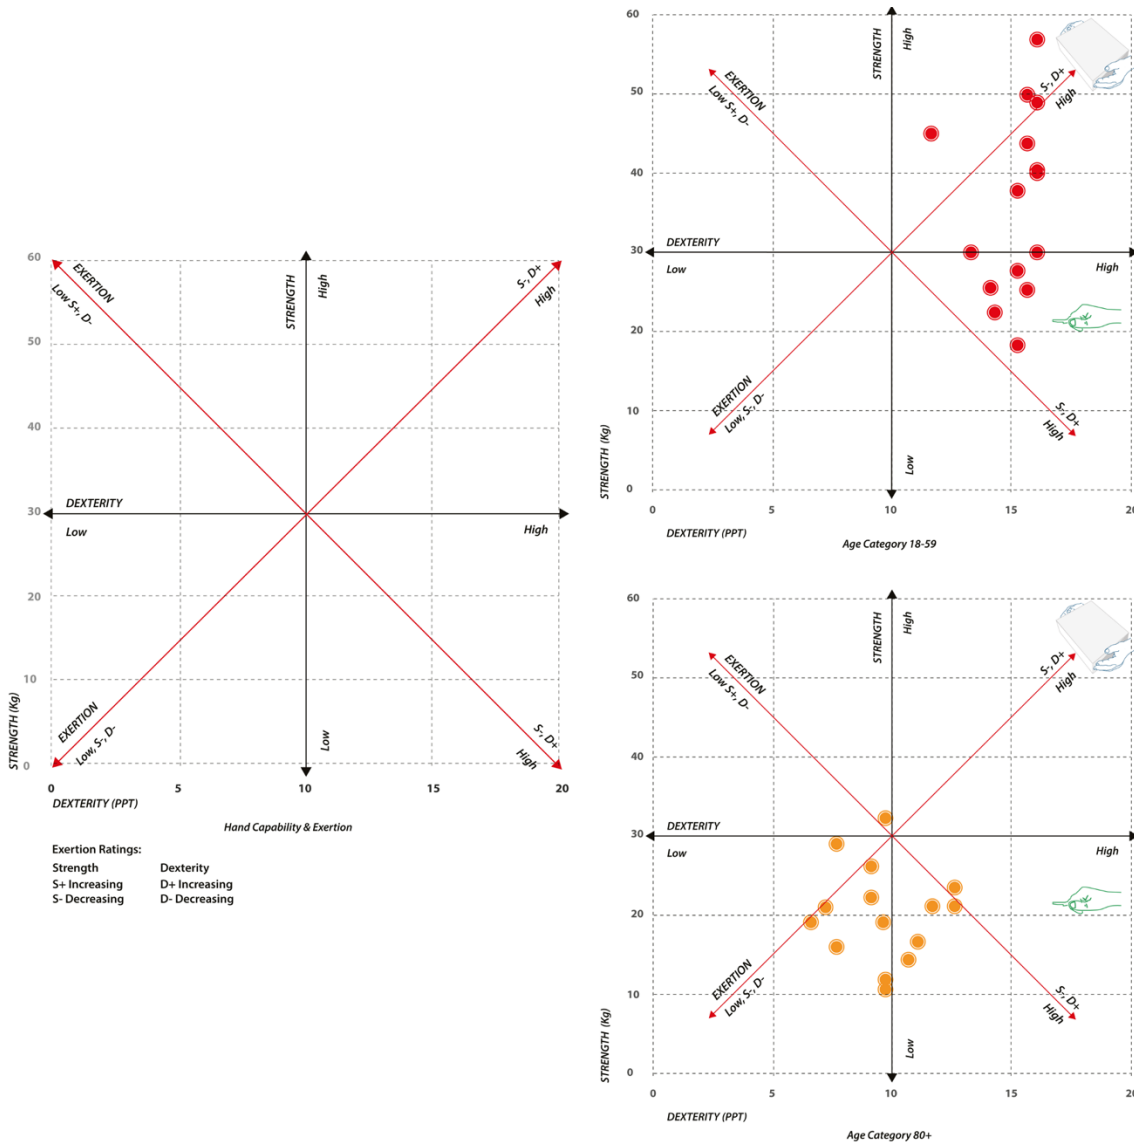 60
EXERTION
Low S+, D-
STRENGTH
High
S-, D+
High
50
40
DEXTERITY
30
Low
High
20
10
EXERTION
Low, S-, D-
Low
S-, D+
High
STRENGTH (Kg)
0
0
5
10
15
20
DEXTERITY (PPT)
Hand Capability & Exertion
Exertion Ratings:
Strength Dexterity
S+ Increasing D+ Increasing
S- Decreasing D- Decreasing
60
STRENGTH
High
EXERTION
Low S+, D-
S-, D+
High
50
40
DEXTERITY
30
Low
High
20
EXERTION
Low, S-, D-
S-, D+
High
10
Low
STRENGTH (Kg)
0
0
5
10
15
20
DEXTERITY (PPT)
Age Category 18-59
60
STRENGTH
High
EXERTION
Low S+, D-
S-, D+
High
50
40
DEXTERITY
30
Low
High
20
EXERTION
Low, S-, D-
S-, D+
High
10
Low
STRENGTH (Kg)
0
0
5
10
15
20
DEXTERITY (PPT)
Age Category 80+